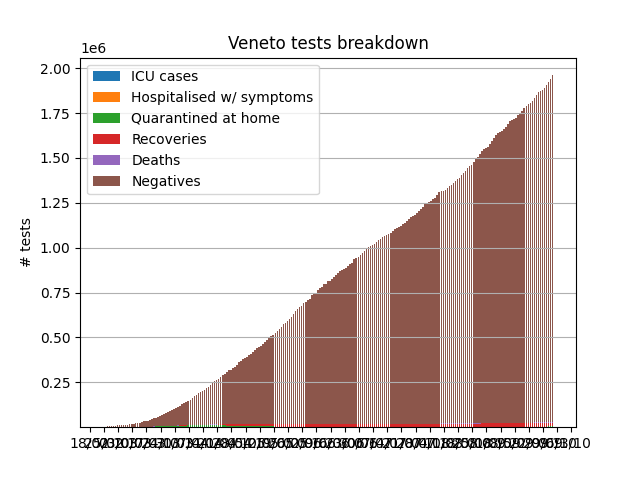 Veneto tests breakdown
1e6
2.00
1.75
1.50
1.25
1.00
0.75
0.50
0.25
# tests
ICU cases
Hospitalised w/ symptoms
Quarantined at home
Recoveries
Deaths
Negatives